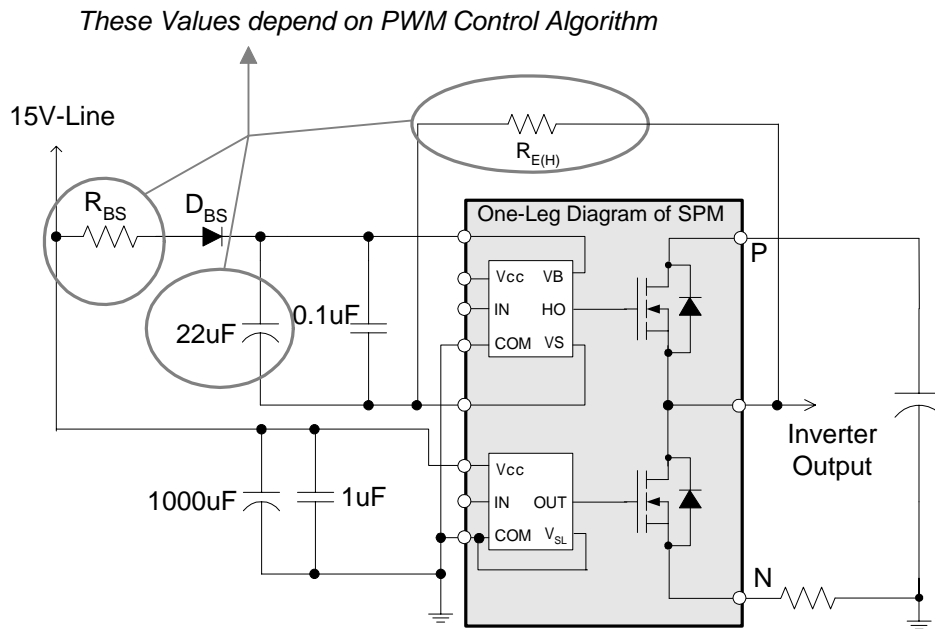 These Values depend on PWM Control Algorithm
15V-Line
R_E(H)
R_BS
D_BS
One-Leg Diagram of SPM
P
Vcc
VB
IN
HO
COM
VS
22uF
0.1uF
Inverter
Output
Vcc
IN
OUT
COM
V_SL
1000uF
1uF
N